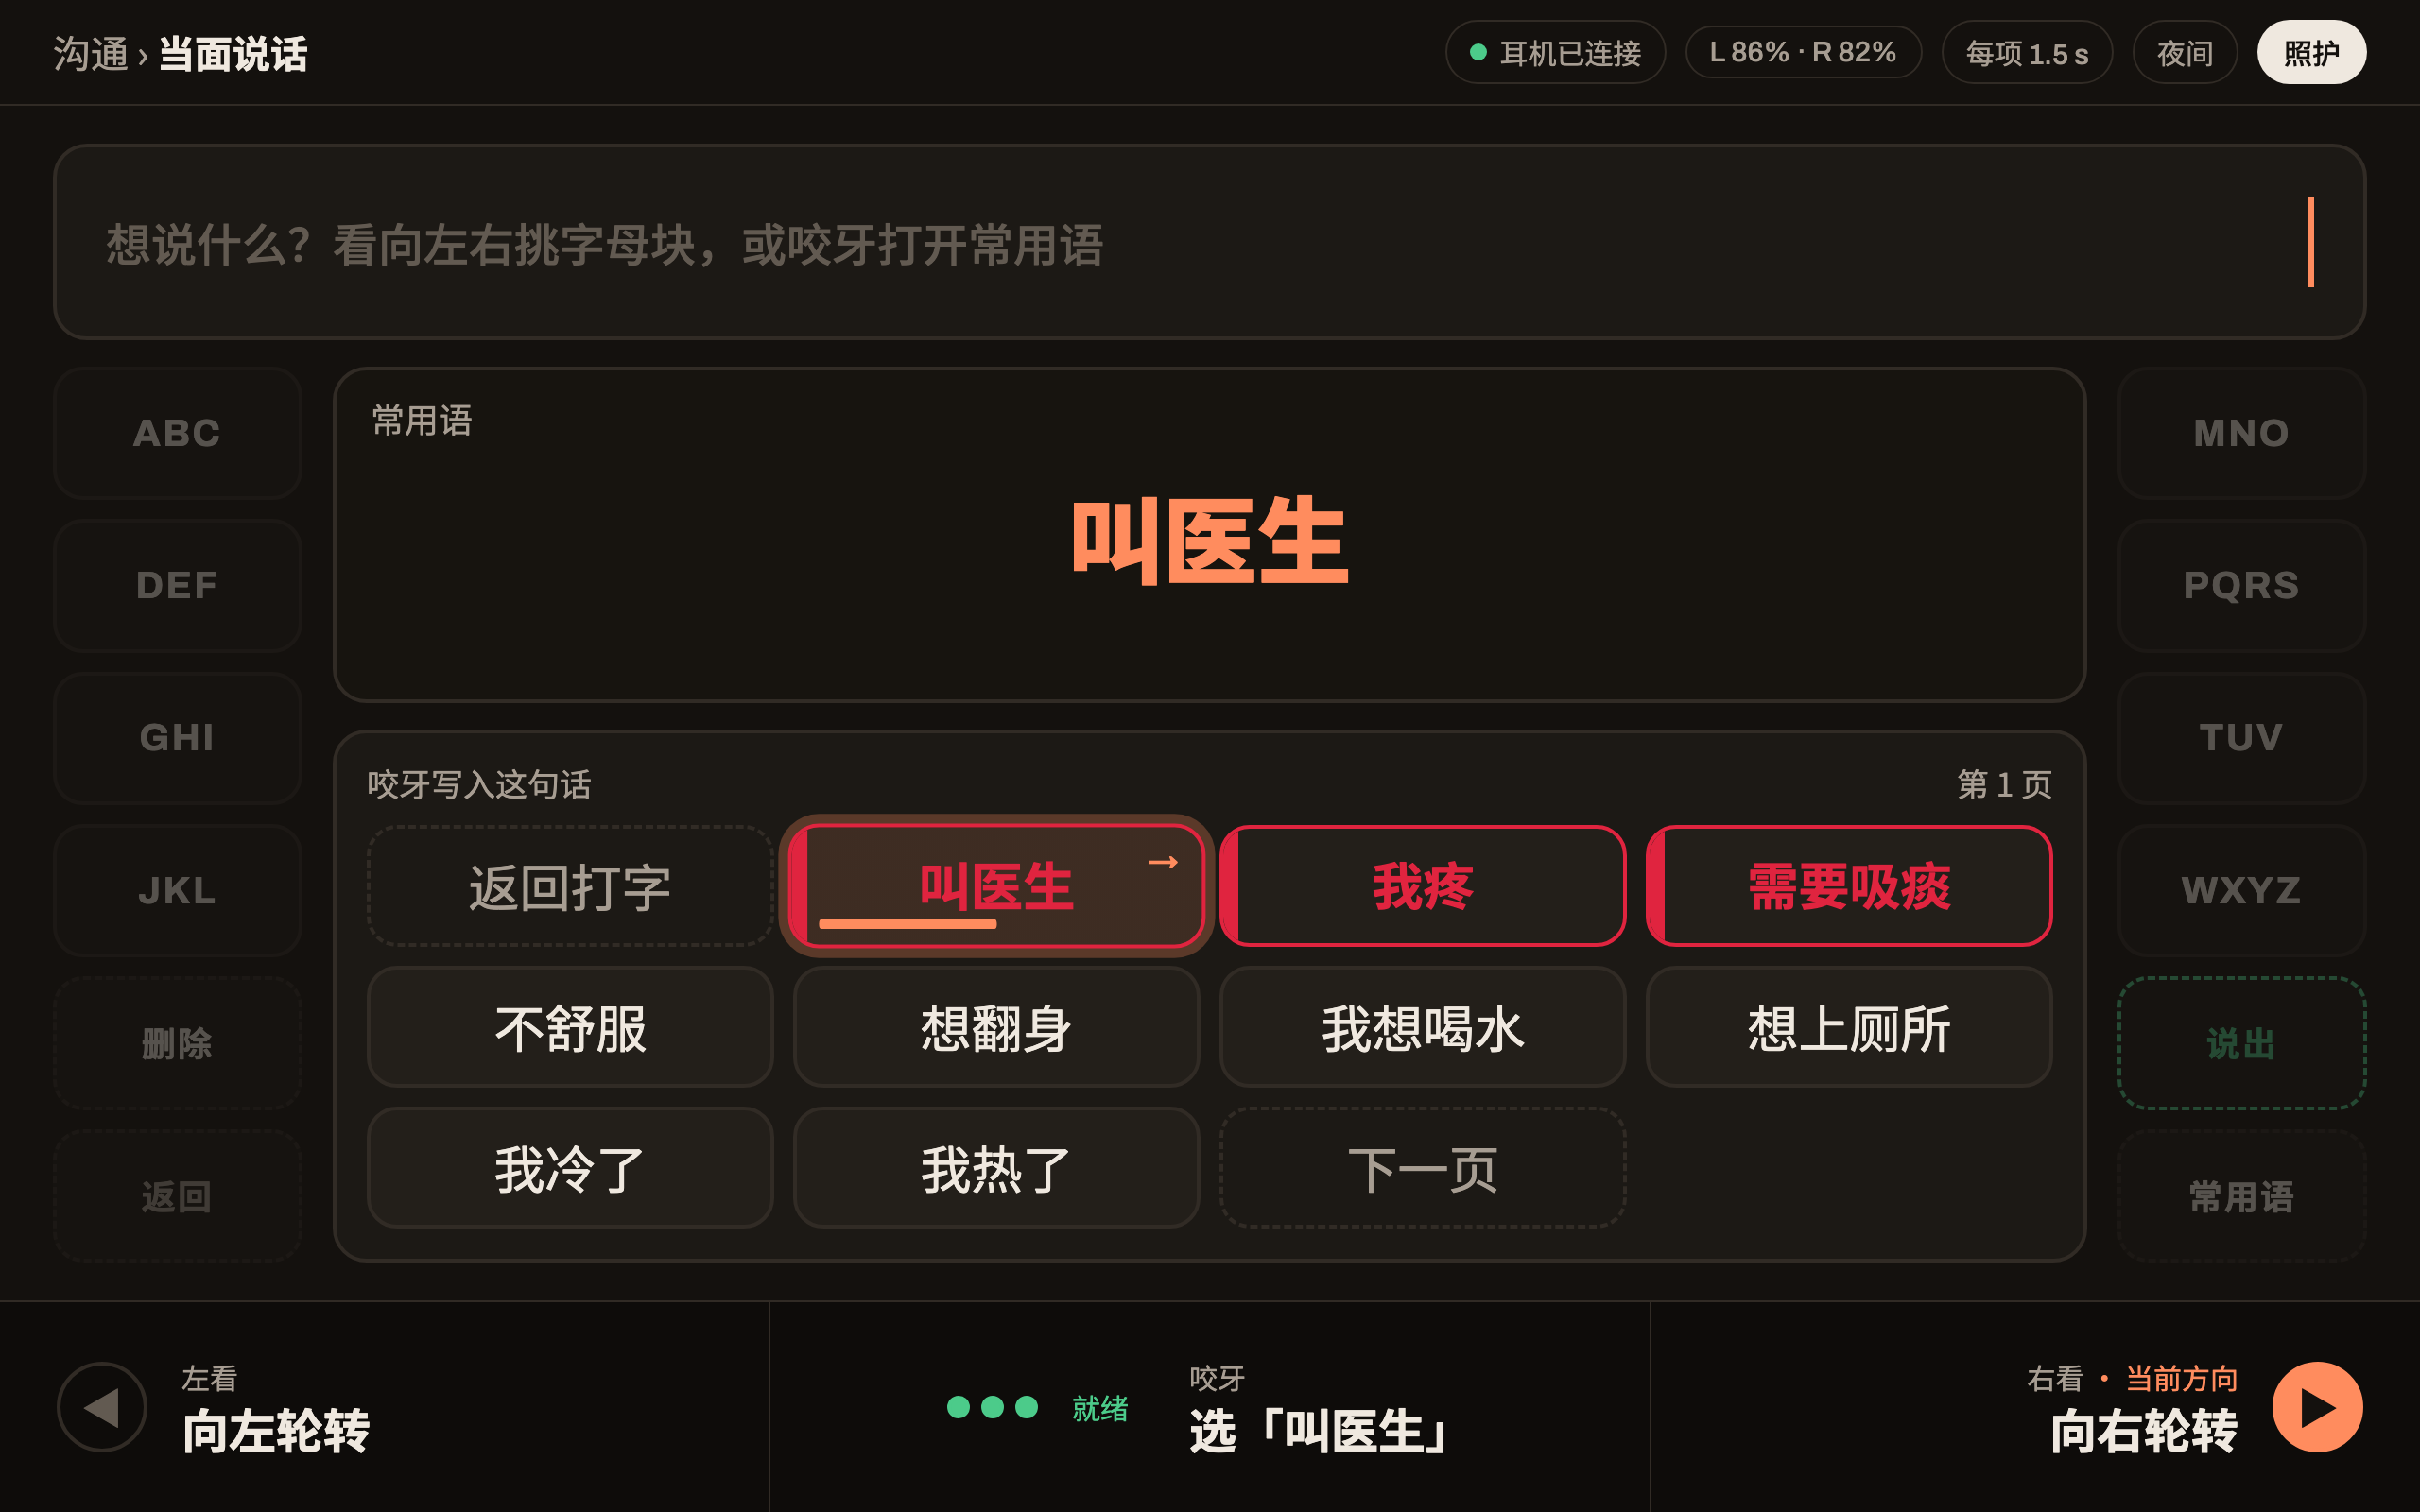 沟通 › 当面说话
耳机已连接
L 86% · R 82%
每项 1.5 s
夜间
照护
想说什么？看向左右挑字母块，或咬牙打开常用语
ABC
DEF
GHI
JKL
删除
返回
常用语
叫医生
咬牙写入这句话
第 1 页
返回打字
叫医生 →
我疼
需要吸痰
不舒服
想翻身
我想喝水
想上厕所
我冷了
我热了
下一页
MNO
PQRS
TUV
WXYZ
说出
常用语
左看
向左轮转
就绪
咬牙
选「叫医生」
右看 · 当前方向
向右轮转